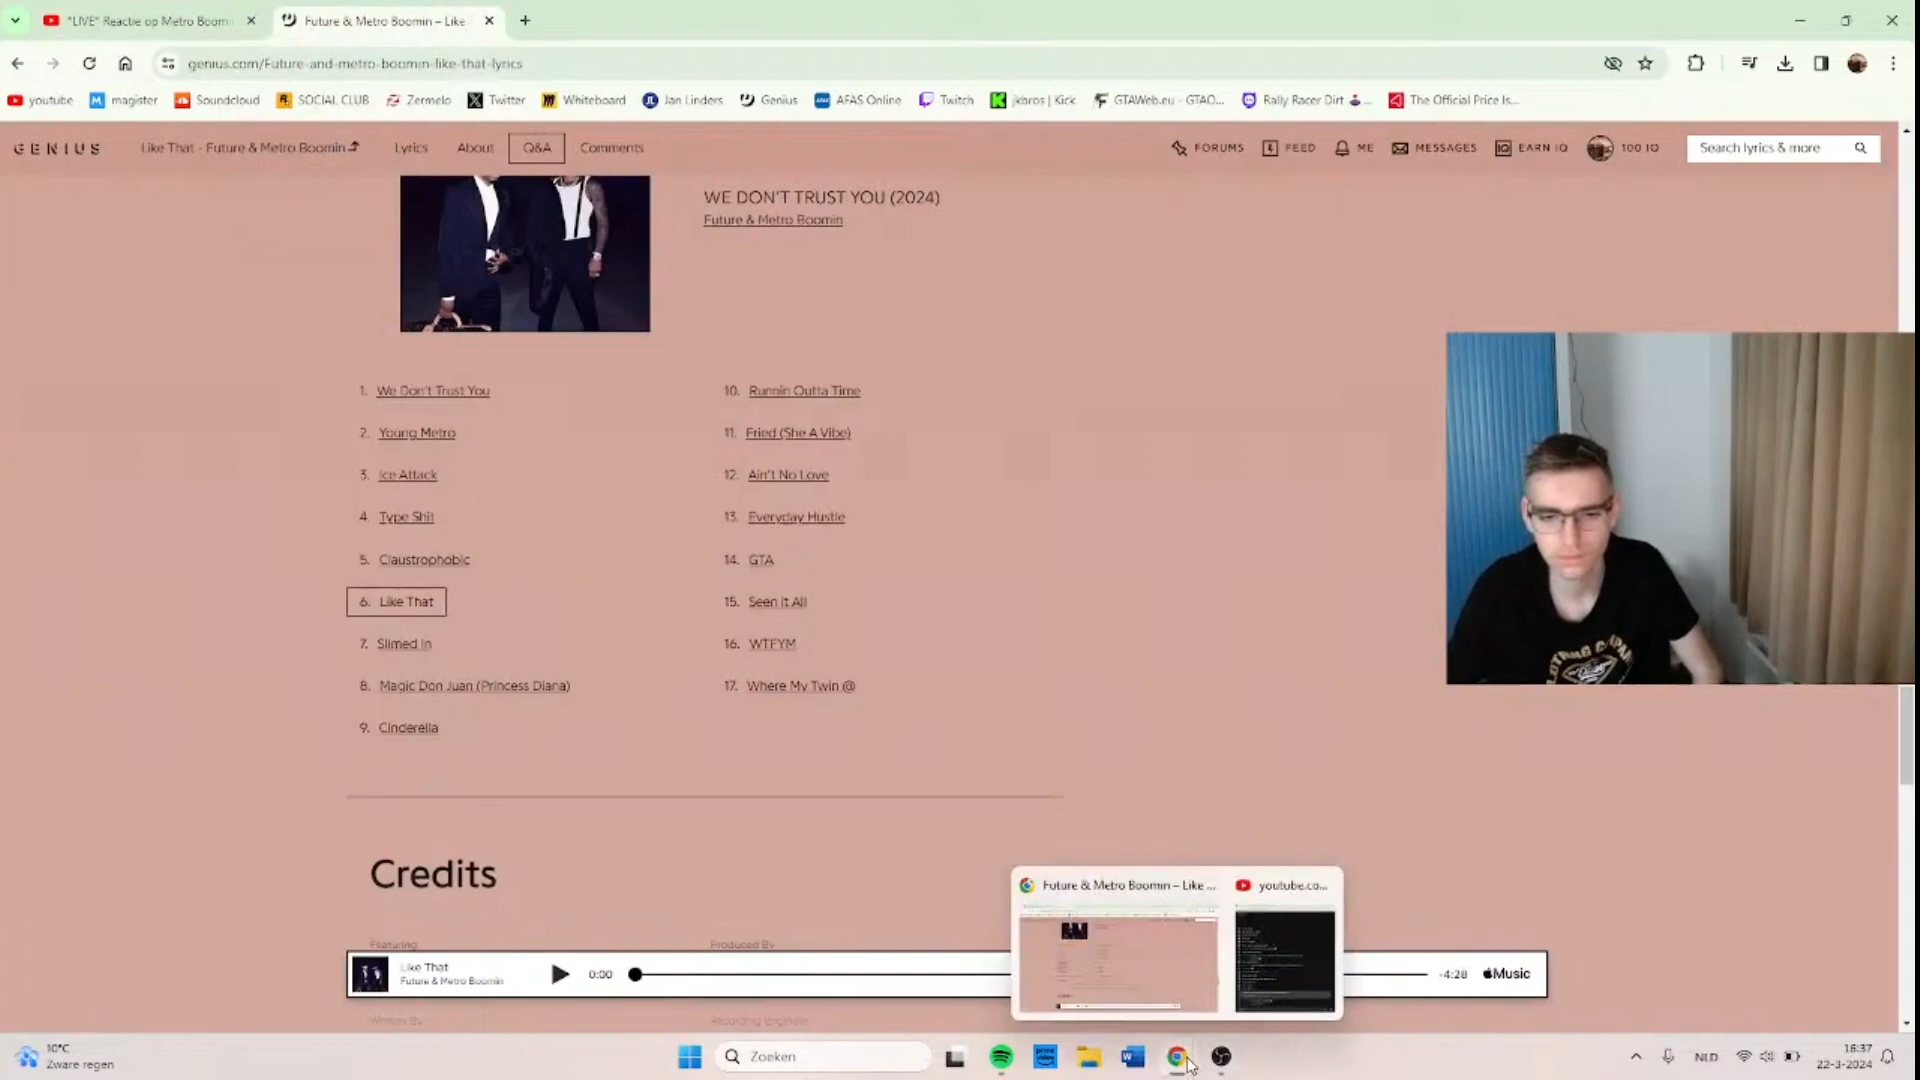 *LIVE* Reactie op Metro Boom
Future & Metro Boomin – Like
genius.com/Future-and-metro-boomin-like-that-lyrics
youtube
magister
Soundcloud
SOCIAL CLUB
Zermelo
Twitter
Whiteboard
Jan Linders
Genius
AFAS Online
Twitch
jkbros | Kick
GTAWeb.eu - GTAO...
Rally Racer Dirt
The Official Price Is...
GENIUS
Like That - Future & Metro Boomin
Lyrics
About
Q&A
Comments
FORUMS
FEED
ME
MESSAGES
EARN IQ
100 IQ
Search lyrics & more
WE DON'T TRUST YOU (2024)
Future & Metro Boomin
1. We Don't Trust You
2. Young Metro
3. Ice Attack
4. Type Shit
5. Claustrophobic
6. Like That
7. Slimed In
8. Magic Don Juan (Princess Diana)
9. Cinderella
10. Runnin Outta Time
11. Fried (She A Vibe)
12. Ain't No Love
13. Everyday Hustle
14. GTA
15. Seen It All
16. WTFYM
17. Where My Twin @
Credits
Featuring
Produced By
Like That
Future & Metro Boomin
0:00
-4:28
Music
Written By
Recording Engineer
Future & Metro Boomin – Like ...
youtube.co...
10°C
Zware regen
Zoeken
prime video
NLD
16:37
22-3-2024